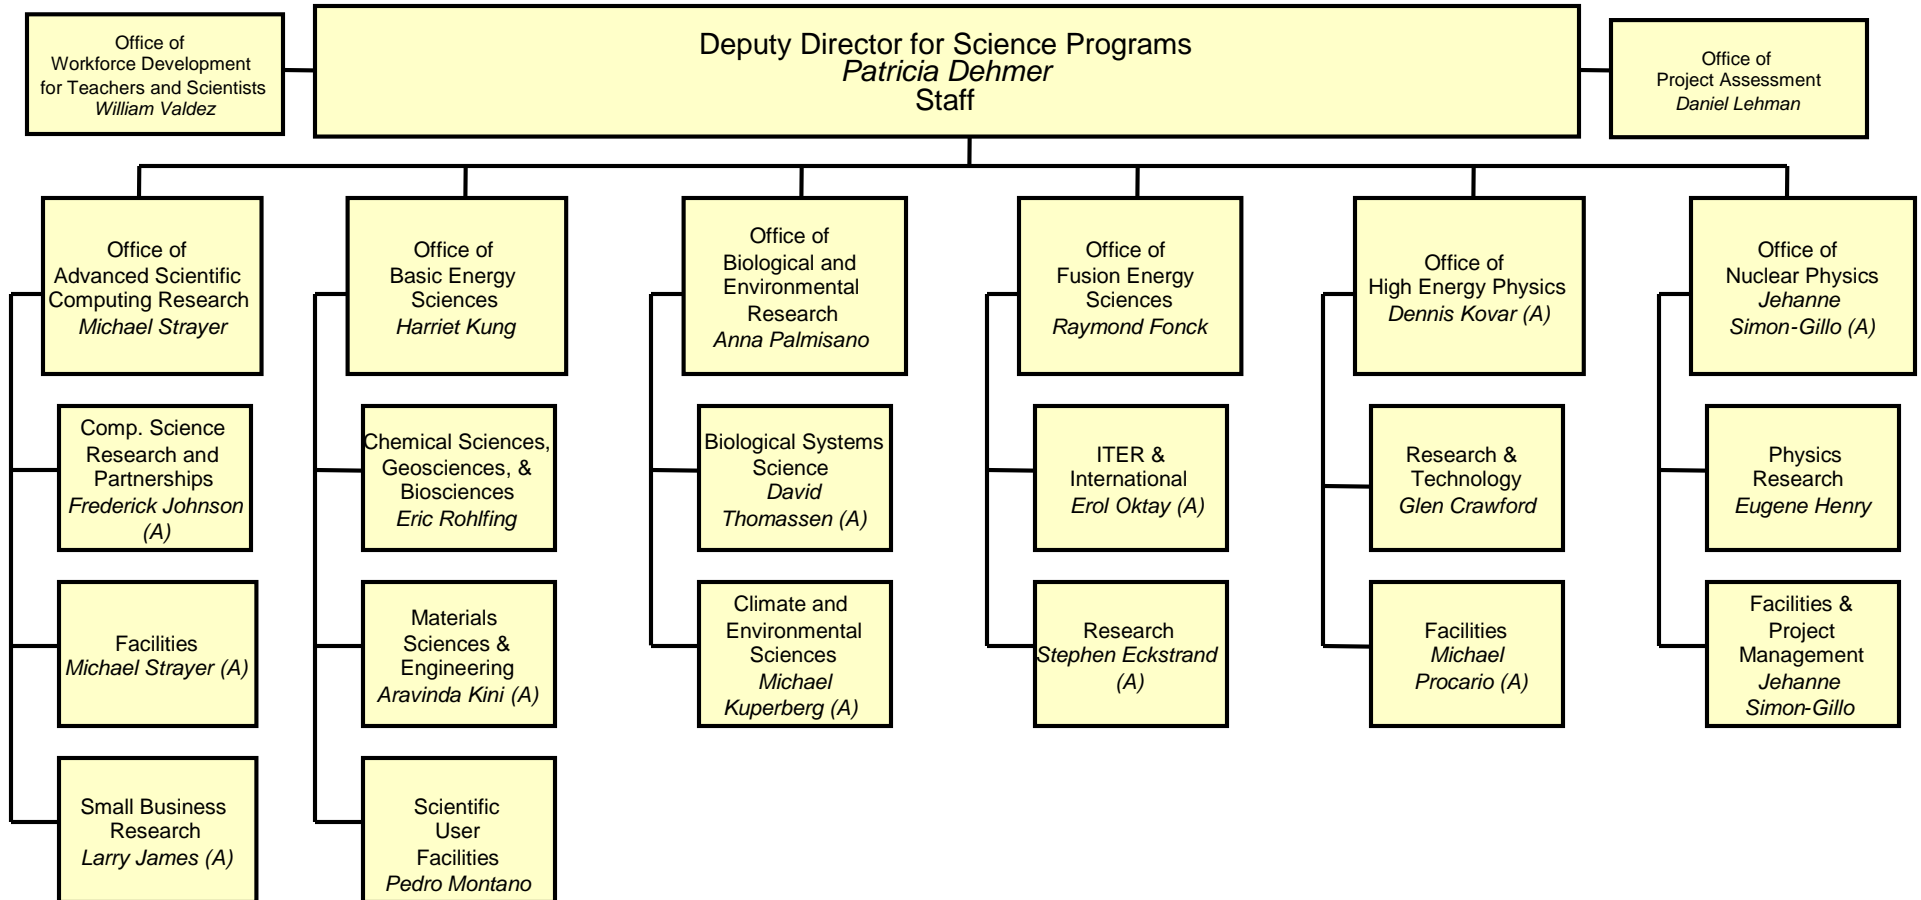 Office of
Workforce Development
for Teachers and Scientists
William Valdez
Deputy Director for Science Programs
Patricia Dehmer
Staff
Office of
Project Assessment
Daniel Lehman
Office of
Advanced Scientific
Computing Research
Michael Strayer
Office of
Basic Energy
Sciences
Harriet Kung
Office of
Biological and
Environmental
Research
Anna Palmisano
Office of
Fusion Energy
Sciences
Raymond Fonck
Office of
High Energy Physics
Dennis Kovar (A)
Office of
Nuclear Physics
Jehanne
Simon-Gillo (A)
Comp. Science
Research and
Partnerships
Frederick Johnson
(A)
Chemical Sciences,
Geosciences, &
Biosciences
Eric Rohlfing
Biological Systems
Science
David
Thomassen (A)
ITER &
International
Erol Oktay (A)
Research &
Technology
Glen Crawford
Physics
Research
Eugene Henry
Facilities
Michael Strayer (A)
Materials
Sciences &
Engineering
Aravinda Kini (A)
Climate and
Environmental
Sciences
Michael
Kuperberg (A)
Research
Stephen Eckstrand
(A)
Facilities
Michael
Procario (A)
Facilities &
Project
Management
Jehanne
Simon-Gillo
Small Business
Research
Larry James (A)
Scientific
User
Facilities
Pedro Montano